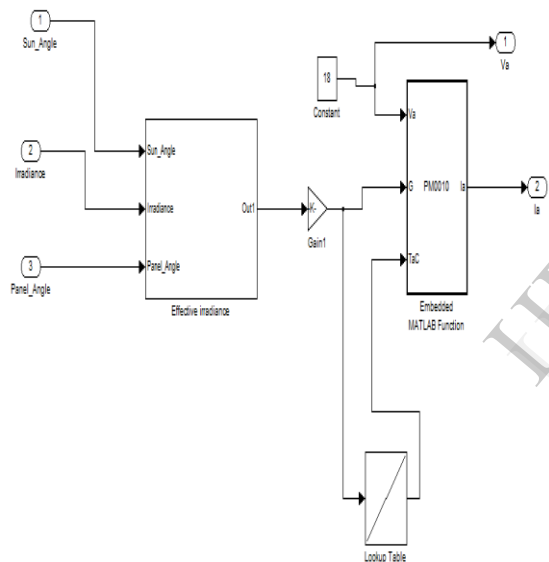 1
Sun_Angle
2
Irradiance
3
Panel_Angle
Sun_Angle
Irradiance
Panel_Angle
Out1
Effective irradiance
-K-
Gain1
18
Constant
1
Va
Va
G
TaC
PM0010
Ia
Embedded
MATLAB Function
2
Ia
Lookup Table